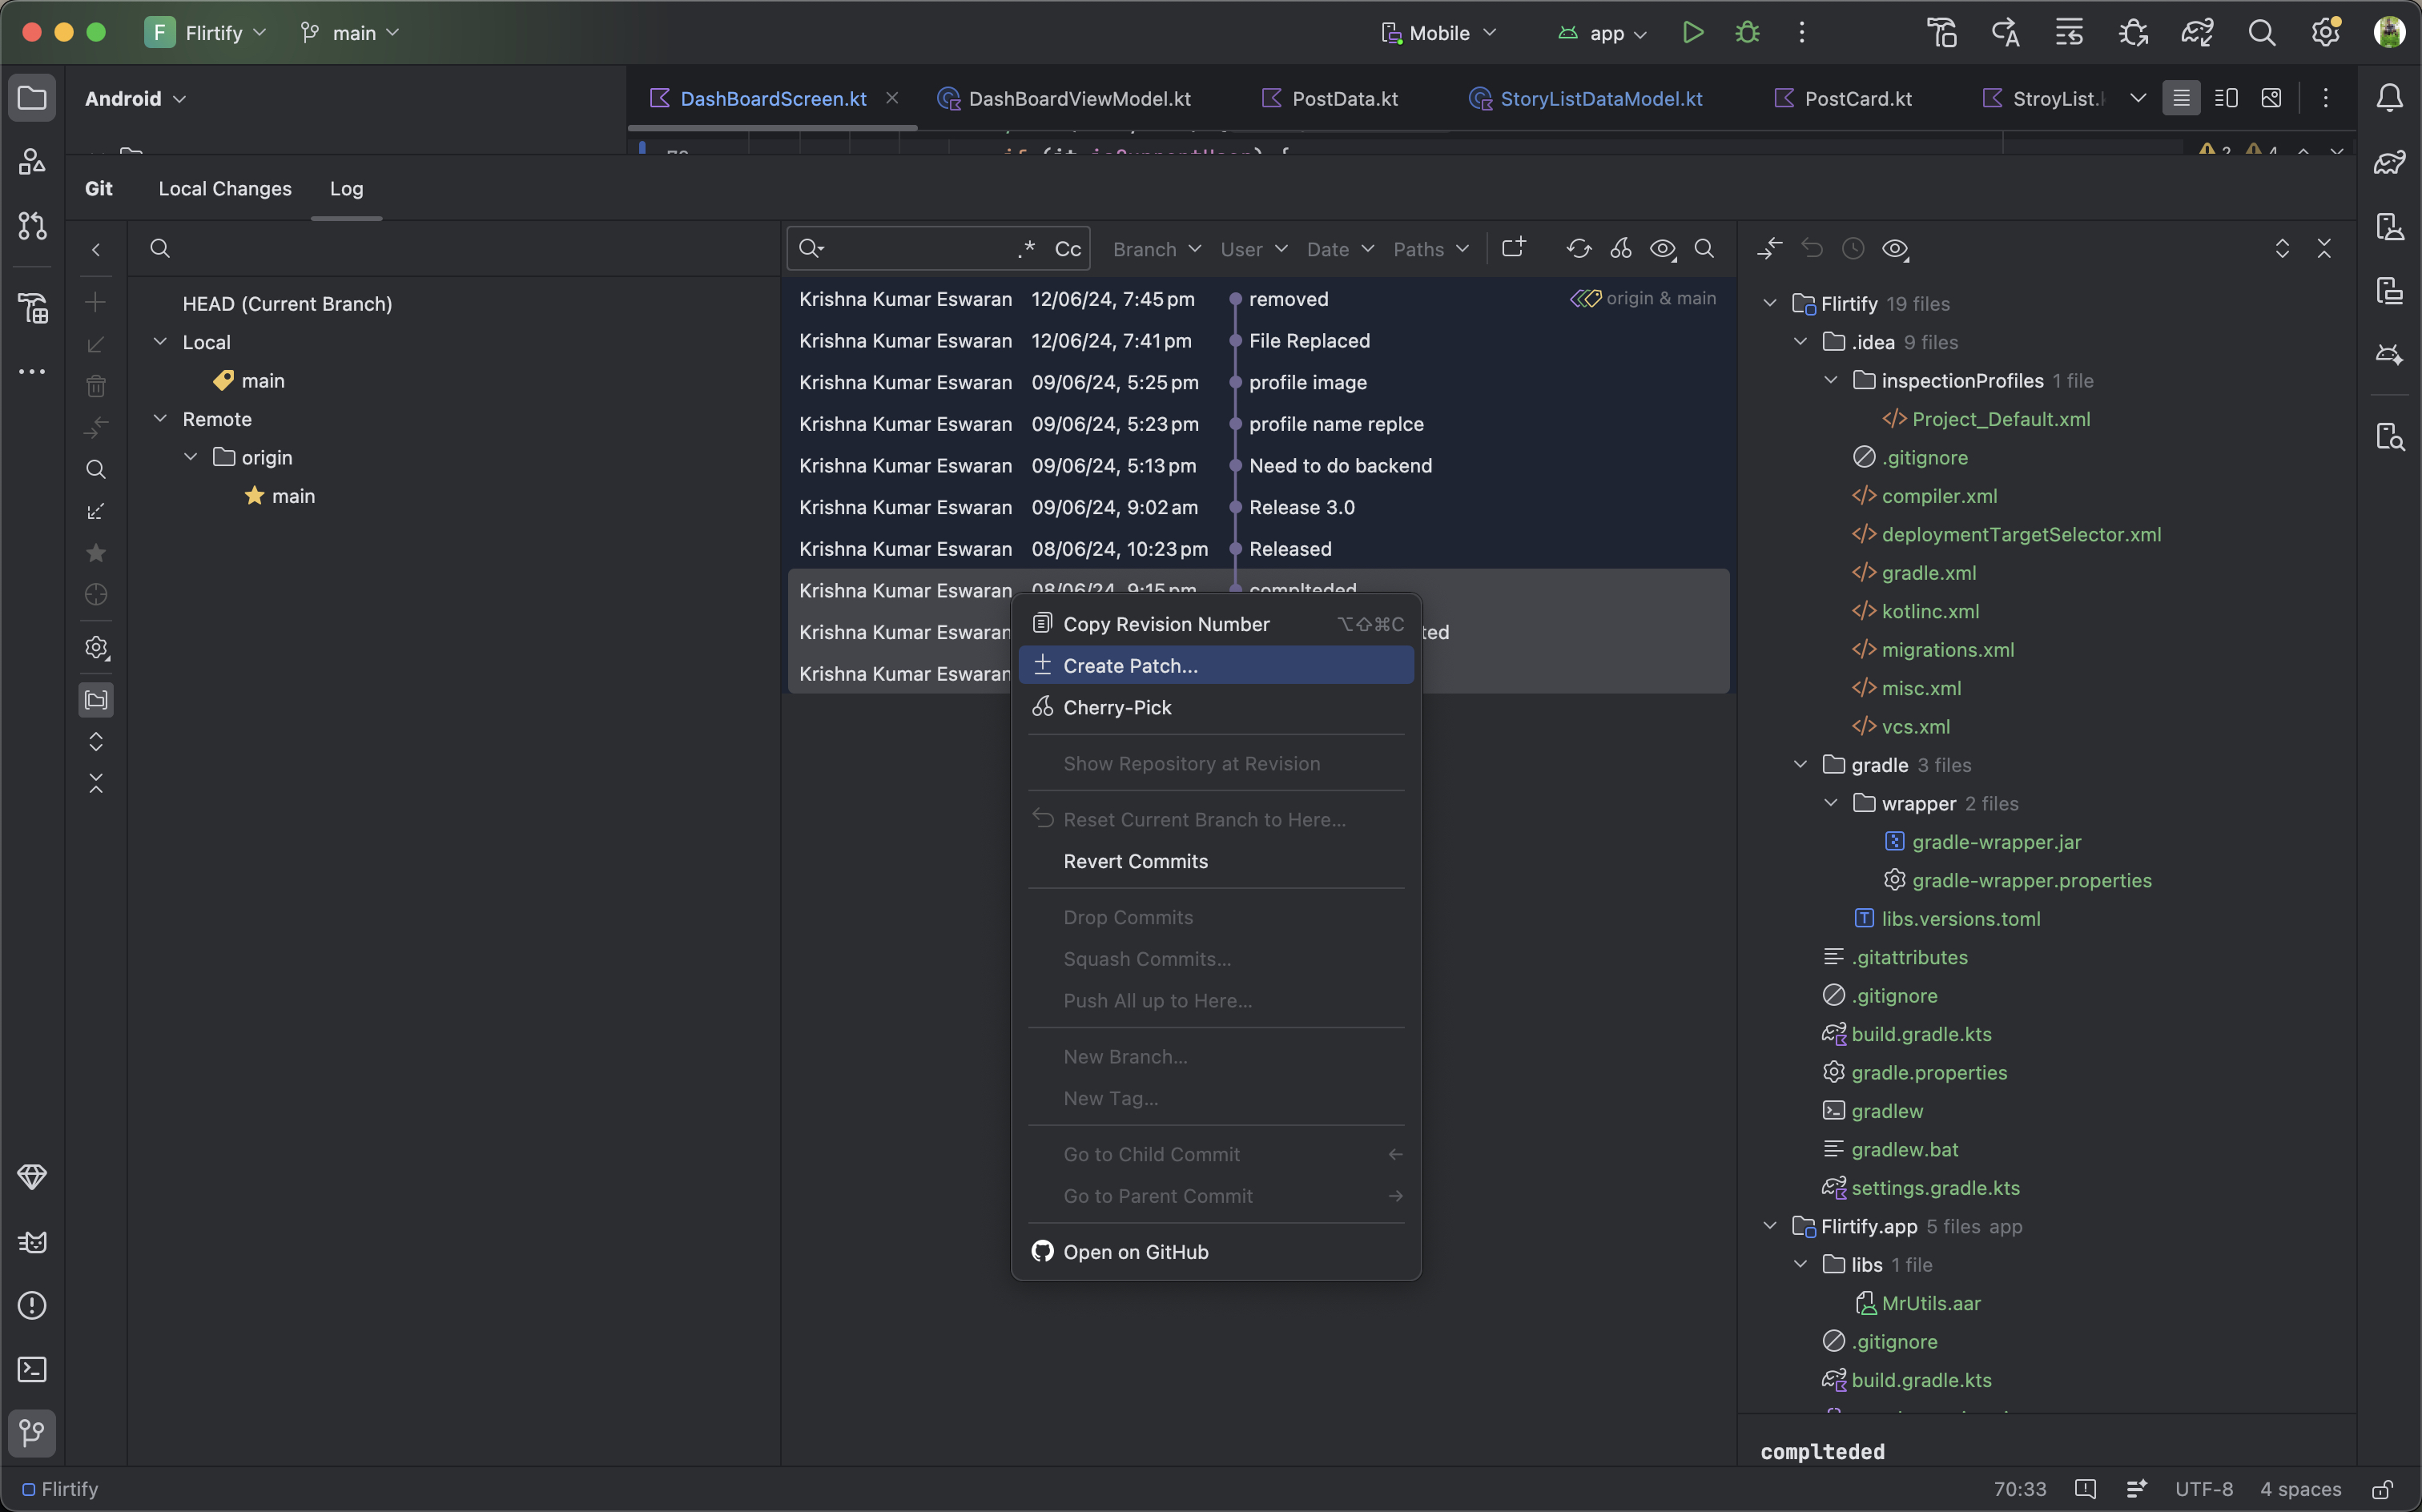 F Flirtify main Mobile app
Android DashBoardScreen.kt DashBoardViewModel.kt PostData.kt StoryListDataModel.kt PostCard.kt StroyList.
2 4
Git Local Changes Log
.* Cc Branch User Date Paths
HEAD (Current Branch)
Local
main
Remote
origin
main
Krishna Kumar Eswaran 12/06/24, 7:45 pm removed origin & main
Krishna Kumar Eswaran 12/06/24, 7:41 pm File Replaced
Krishna Kumar Eswaran 09/06/24, 5:25 pm profile image
Krishna Kumar Eswaran 09/06/24, 5:23 pm profile name replce
Krishna Kumar Eswaran 09/06/24, 5:13 pm Need to do backend
Krishna Kumar Eswaran 09/06/24, 9:02 am Release 3.0
Krishna Kumar Eswaran 08/06/24, 10:23 pm Released
Krishna Kumar Eswaran 08/06/24, 9:15 pm complteded
Krishna Kumar Eswaran ted
Krishna Kumar Eswaran
Copy Revision Number ⌥⇧⌘C
Create Patch...
Cherry-Pick
Show Repository at Revision
Reset Current Branch to Here...
Revert Commits
Drop Commits
Squash Commits...
Push All up to Here...
New Branch...
New Tag...
Go to Child Commit ←
Go to Parent Commit →
Open on GitHub
Flirtify 19 files
.idea 9 files
inspectionProfiles 1 file
Project_Default.xml
.gitignore
compiler.xml
deploymentTargetSelector.xml
gradle.xml
kotlinc.xml
migrations.xml
misc.xml
vcs.xml
gradle 3 files
wrapper 2 files
gradle-wrapper.jar
gradle-wrapper.properties
libs.versions.toml
.gitattributes
.gitignore
build.gradle.kts
gradle.properties
gradlew
gradlew.bat
settings.gradle.kts
Flirtify.app 5 files app
libs 1 file
MrUtils.aar
.gitignore
build.gradle.kts
complteded
Flirtify 70:33 UTF-8 4 spaces